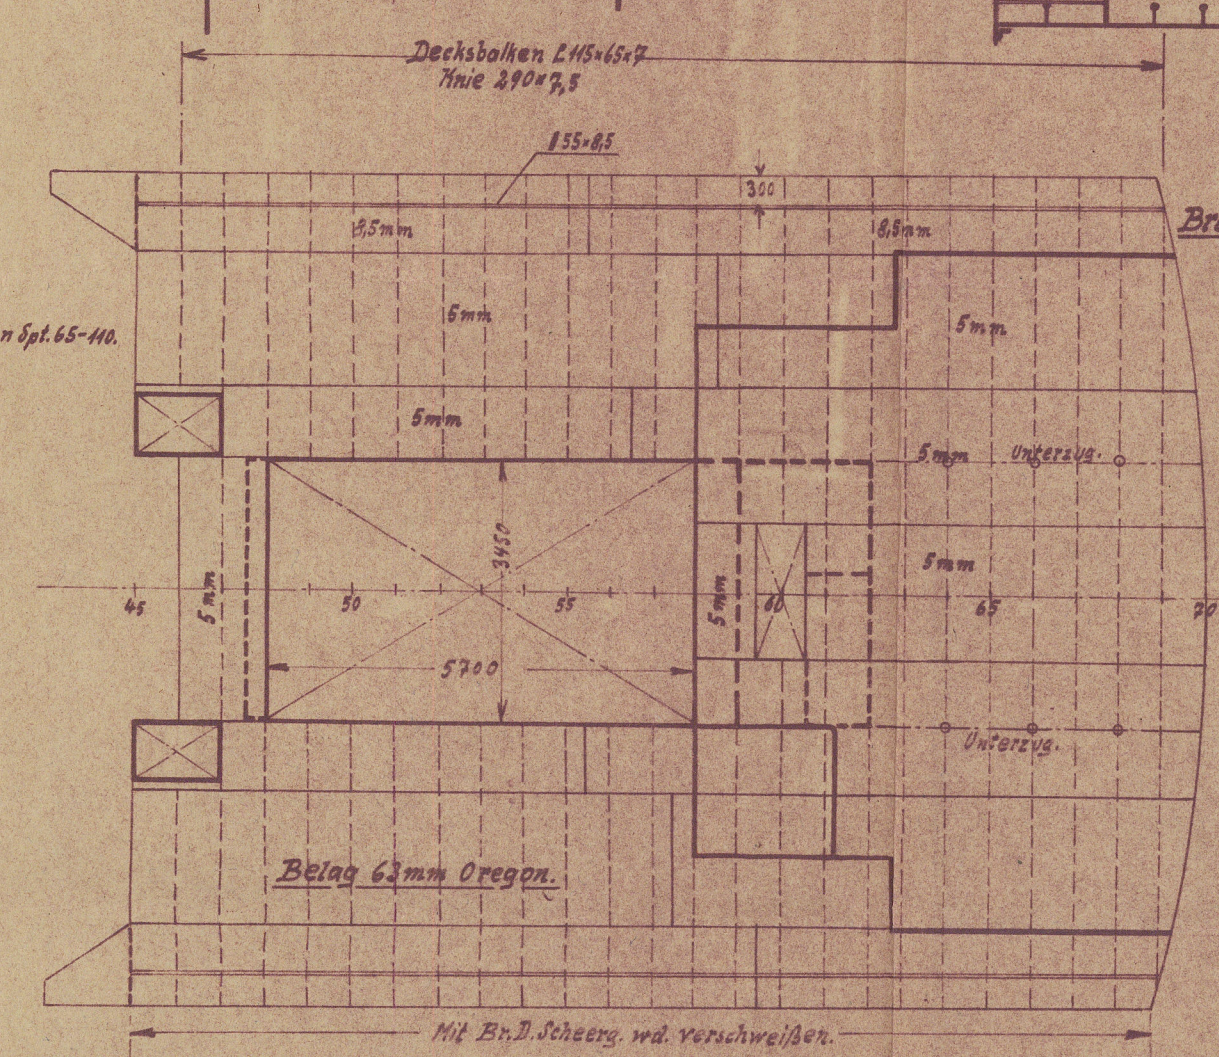 Decksbalken L 115×65×7
Knie 290×7,5
55×8,5
300
8,5mm
8,5mm
5mm
n Spt. 65-110.
5mm
5mm
5mm
Unterzug.
3450
5mm
5mm
5mm
45
50
55
60
65
70
5700
Unterzug.
Belag 63mm Oregon.
Mit Br.D. Scheerg. wd. verschweißen.